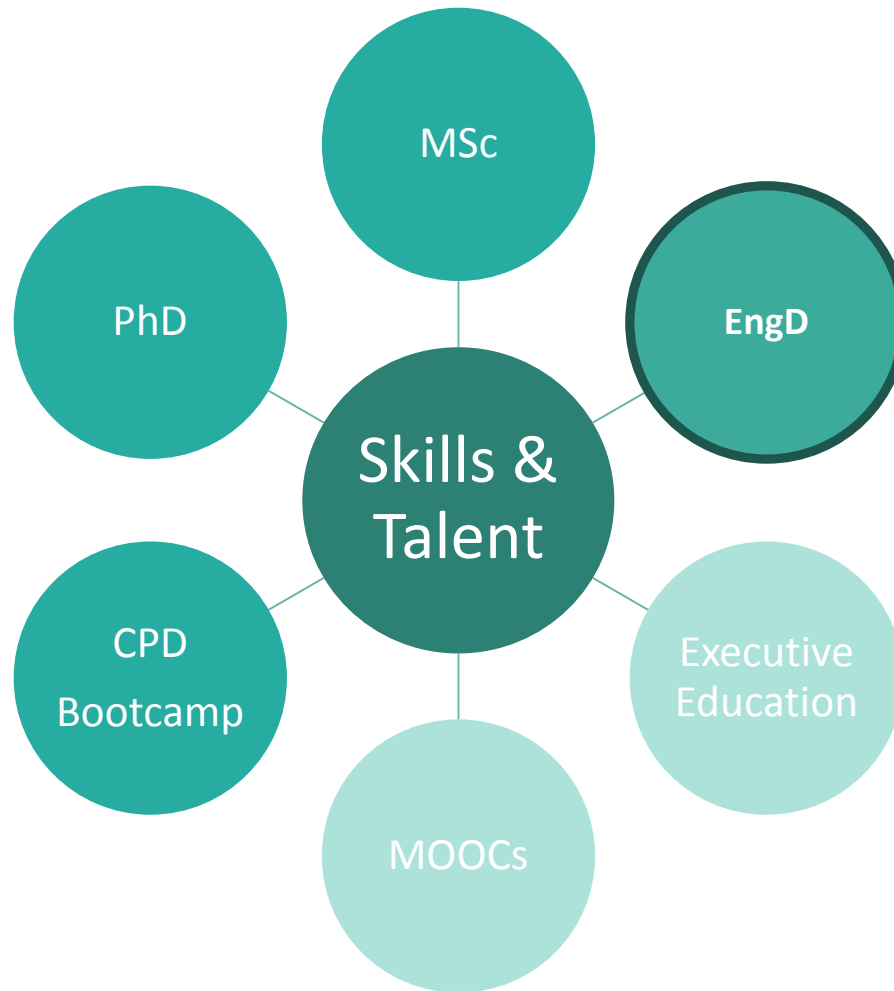 MSc
PhD
EngD
Skills &
Talent
CPD
Bootcamp
Executive
Education
MOOCs